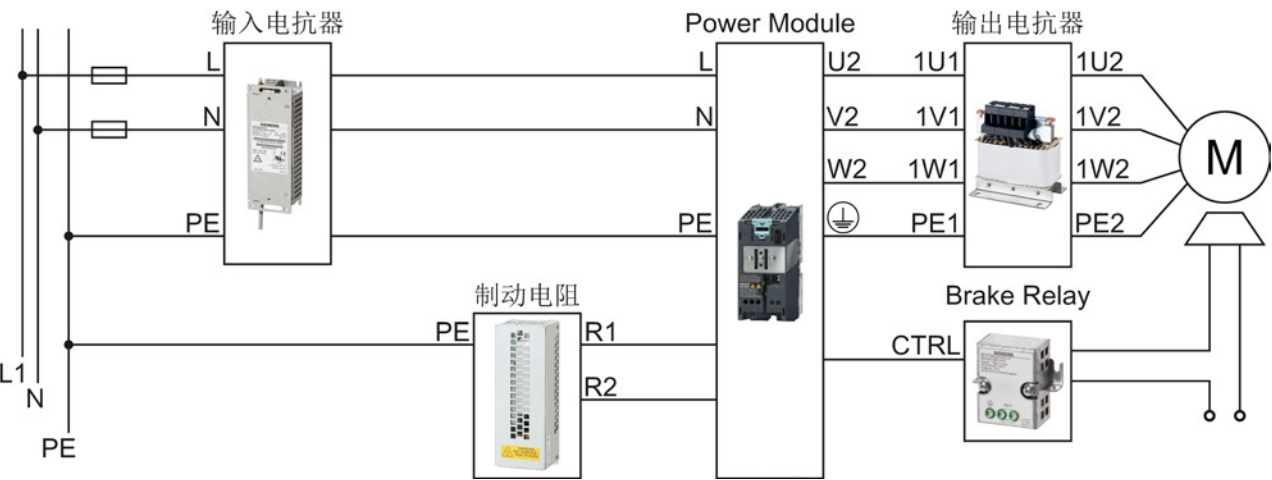 输入电抗器
Power Module
输出电抗器
L
L
U2
1U1
1U2
N
N
V2
1V1
1V2
M
W2
1W1
1W2
PE
PE
PE1
PE2
制动电阻
Brake Relay
PE
R1
CTRL
R2
SIEMENS
L1
N
PE